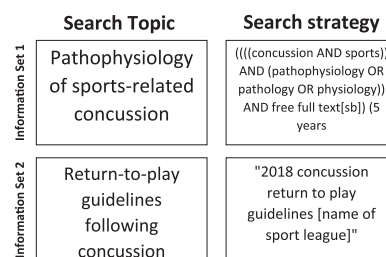 Search Topic
Search strategy
Information Set 1
Pathophysiology
of sports-related
concussion
((((concussion AND sports))
AND (pathophysiology OR
pathology OR physiology))
AND free full text[sb]) (5
years
Information Set 2
Return-to-play
guidelines
following
concussion
"2018 concussion
return to play
guidelines [name of
sport league]"